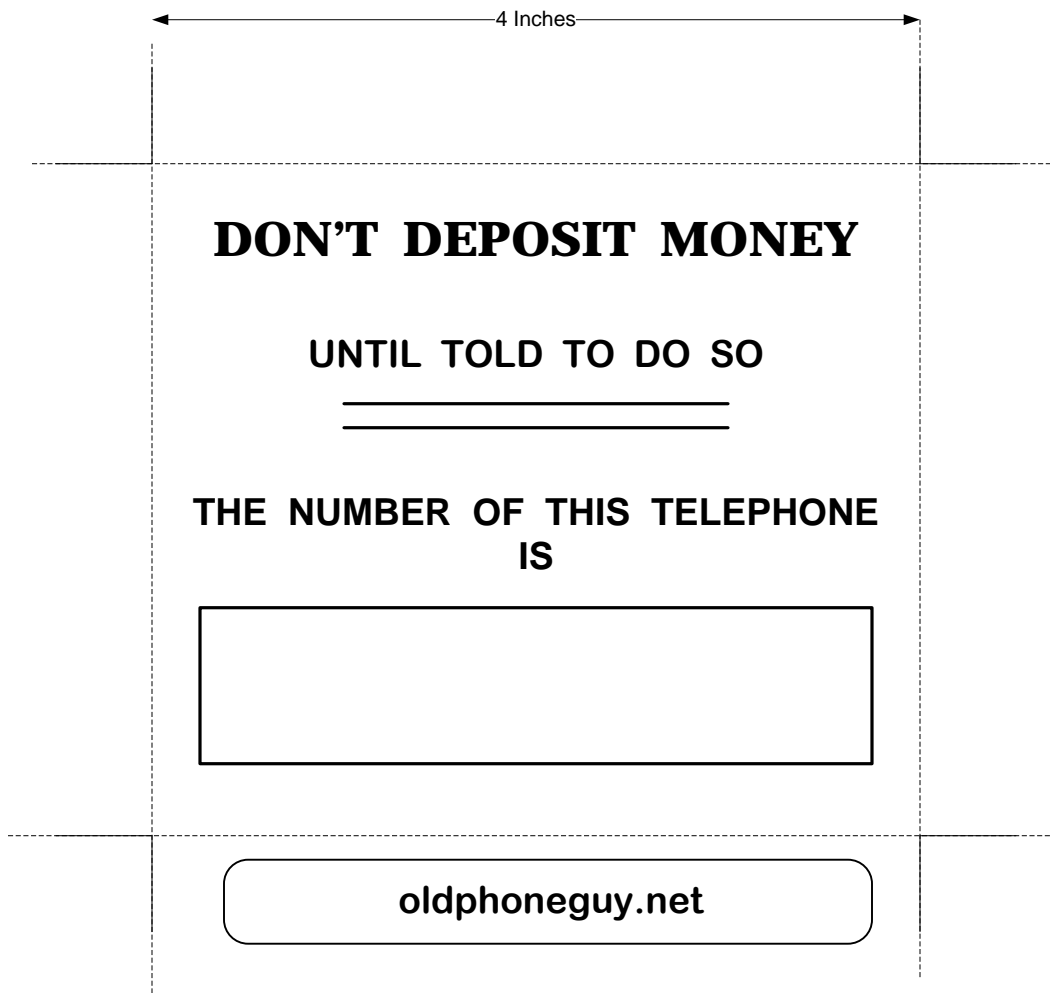 4 Inches
DON’T DEPOSIT MONEY
UNTIL TOLD TO DO SO
THE NUMBER OF THIS TELEPHONE
IS
oldphoneguy.net